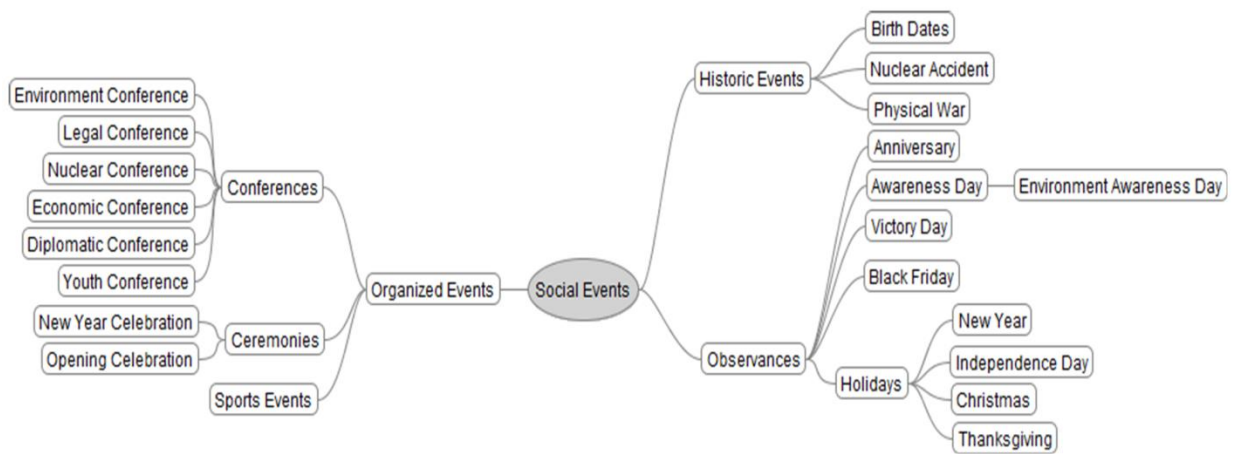 Birth Dates
Historic Events
Nuclear Accident
Physical War
Environment Conference
Legal Conference
Nuclear Conference
Conferences
Economic Conference
Diplomatic Conference
Youth Conference
Organized Events
Social Events
New Year Celebration
Ceremonies
Opening Celebration
Sports Events
Anniversary
Awareness Day
Environment Awareness Day
Victory Day
Black Friday
Observances
Holidays
New Year
Independence Day
Christmas
Thanksgiving